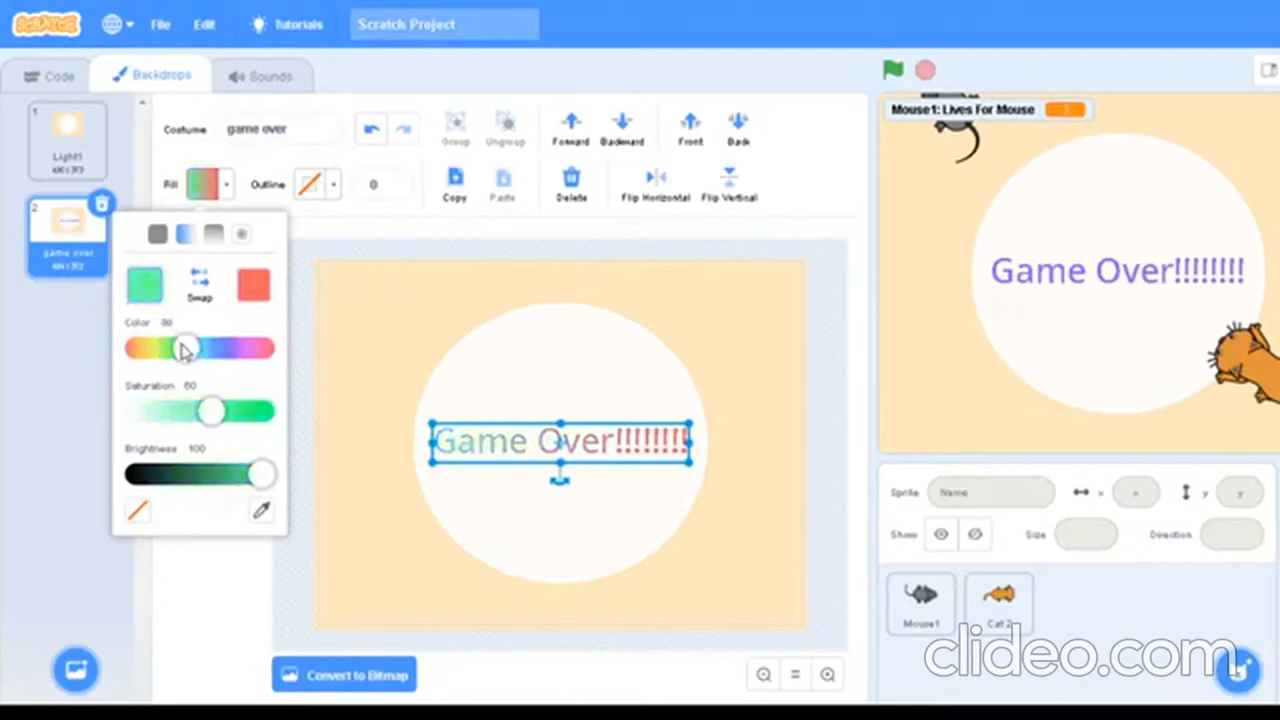 SCRATCH File Edit Tutorials Scratch Project
Code Backdrops Sounds
1
Light1
2
game over
Costume game over
Group Ungroup Forward Backward Front Back
Fill Outline 0
Copy Paste Delete Flip Horizontal Flip Vertical
Swap
Color
Saturation 60
Brightness 100
Game Over!!!!!!!!
Convert to Bitmap
Mouse1: Lives For Mouse
Game Over!!!!!!!!
Sprite Name x x y y
Show Size Direction
Mouse1 Cat 2
clideo.com